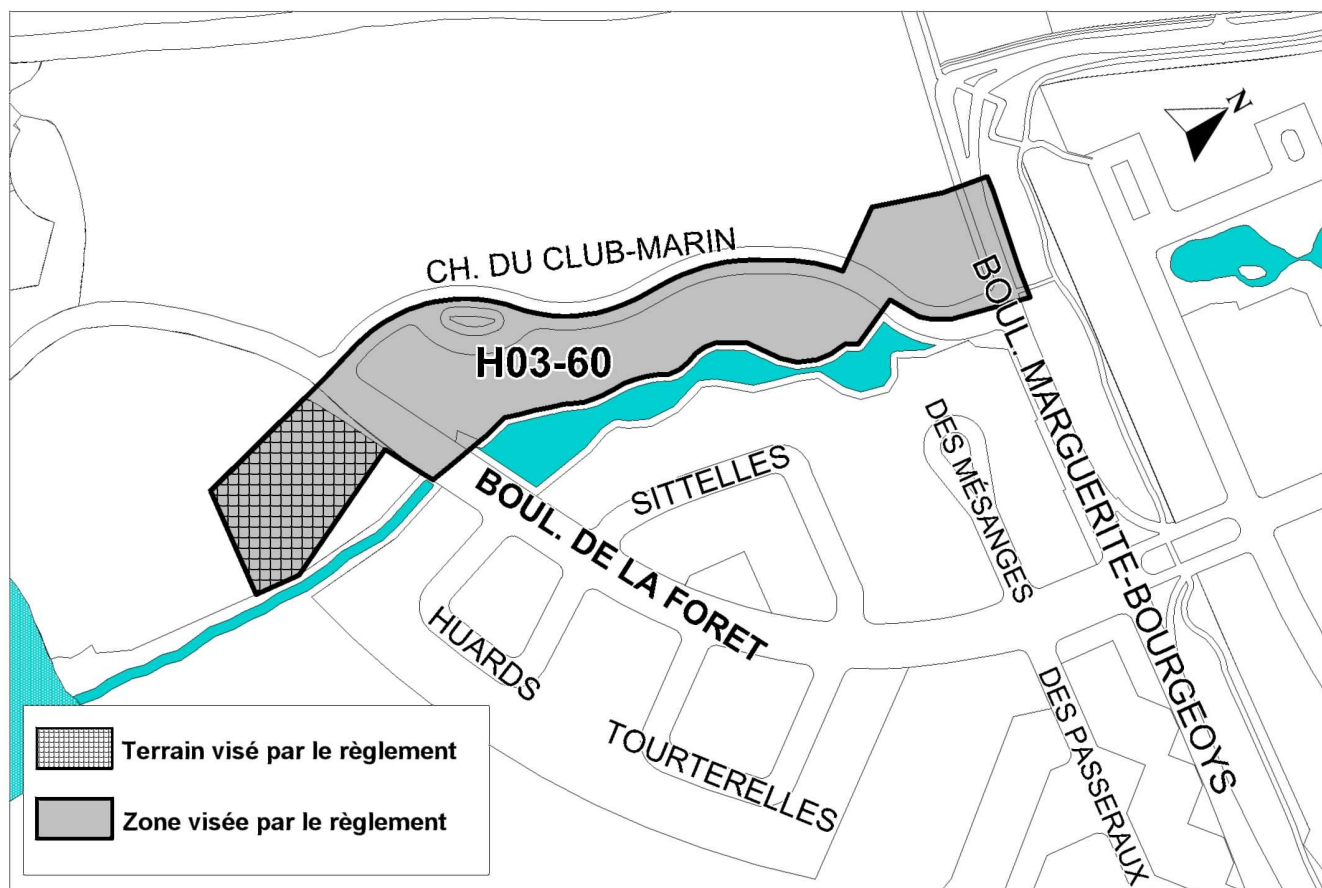 N
CH. DU CLUB-MARIN
H03-60
BOUL. MARGUERITE-BOURGEOYS
DES MÉSANGES
SITTELLES
BOUL. DE LA FORET
HUARDS
TOURTERELLES
DES PASSERAUX
Terrain visé par le règlement
Zone visée par le règlement